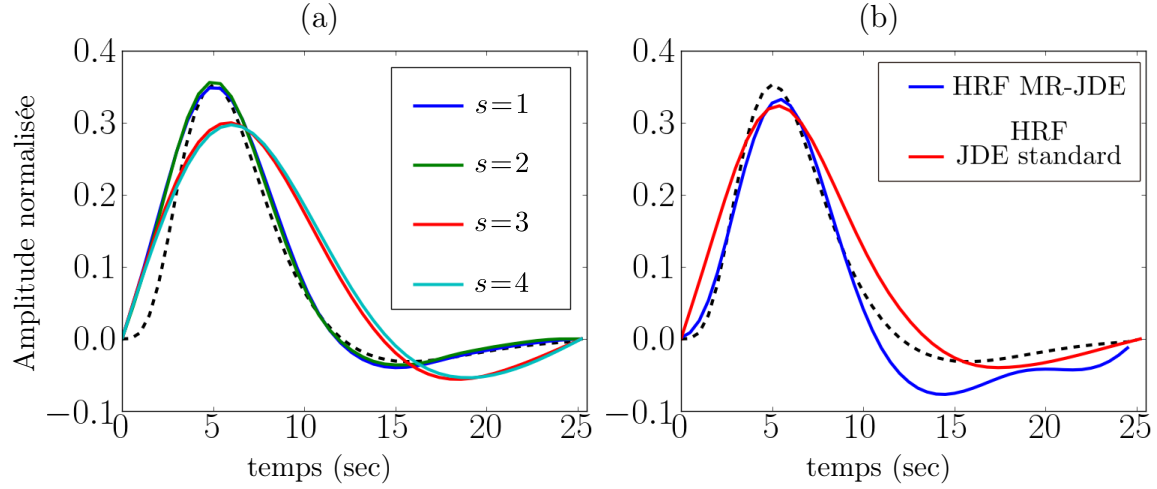 (a)
(b)
Amplitude normalisée
0.4
0.3
0.2
0.1
0.0
−0.1
0
5
10
15
20
25
temps (sec)
s=1
s=2
s=3
s=4
0.4
0.3
0.2
0.1
0.0
−0.1
0
5
10
15
20
25
temps (sec)
HRF MR-JDE
HRF
JDE standard